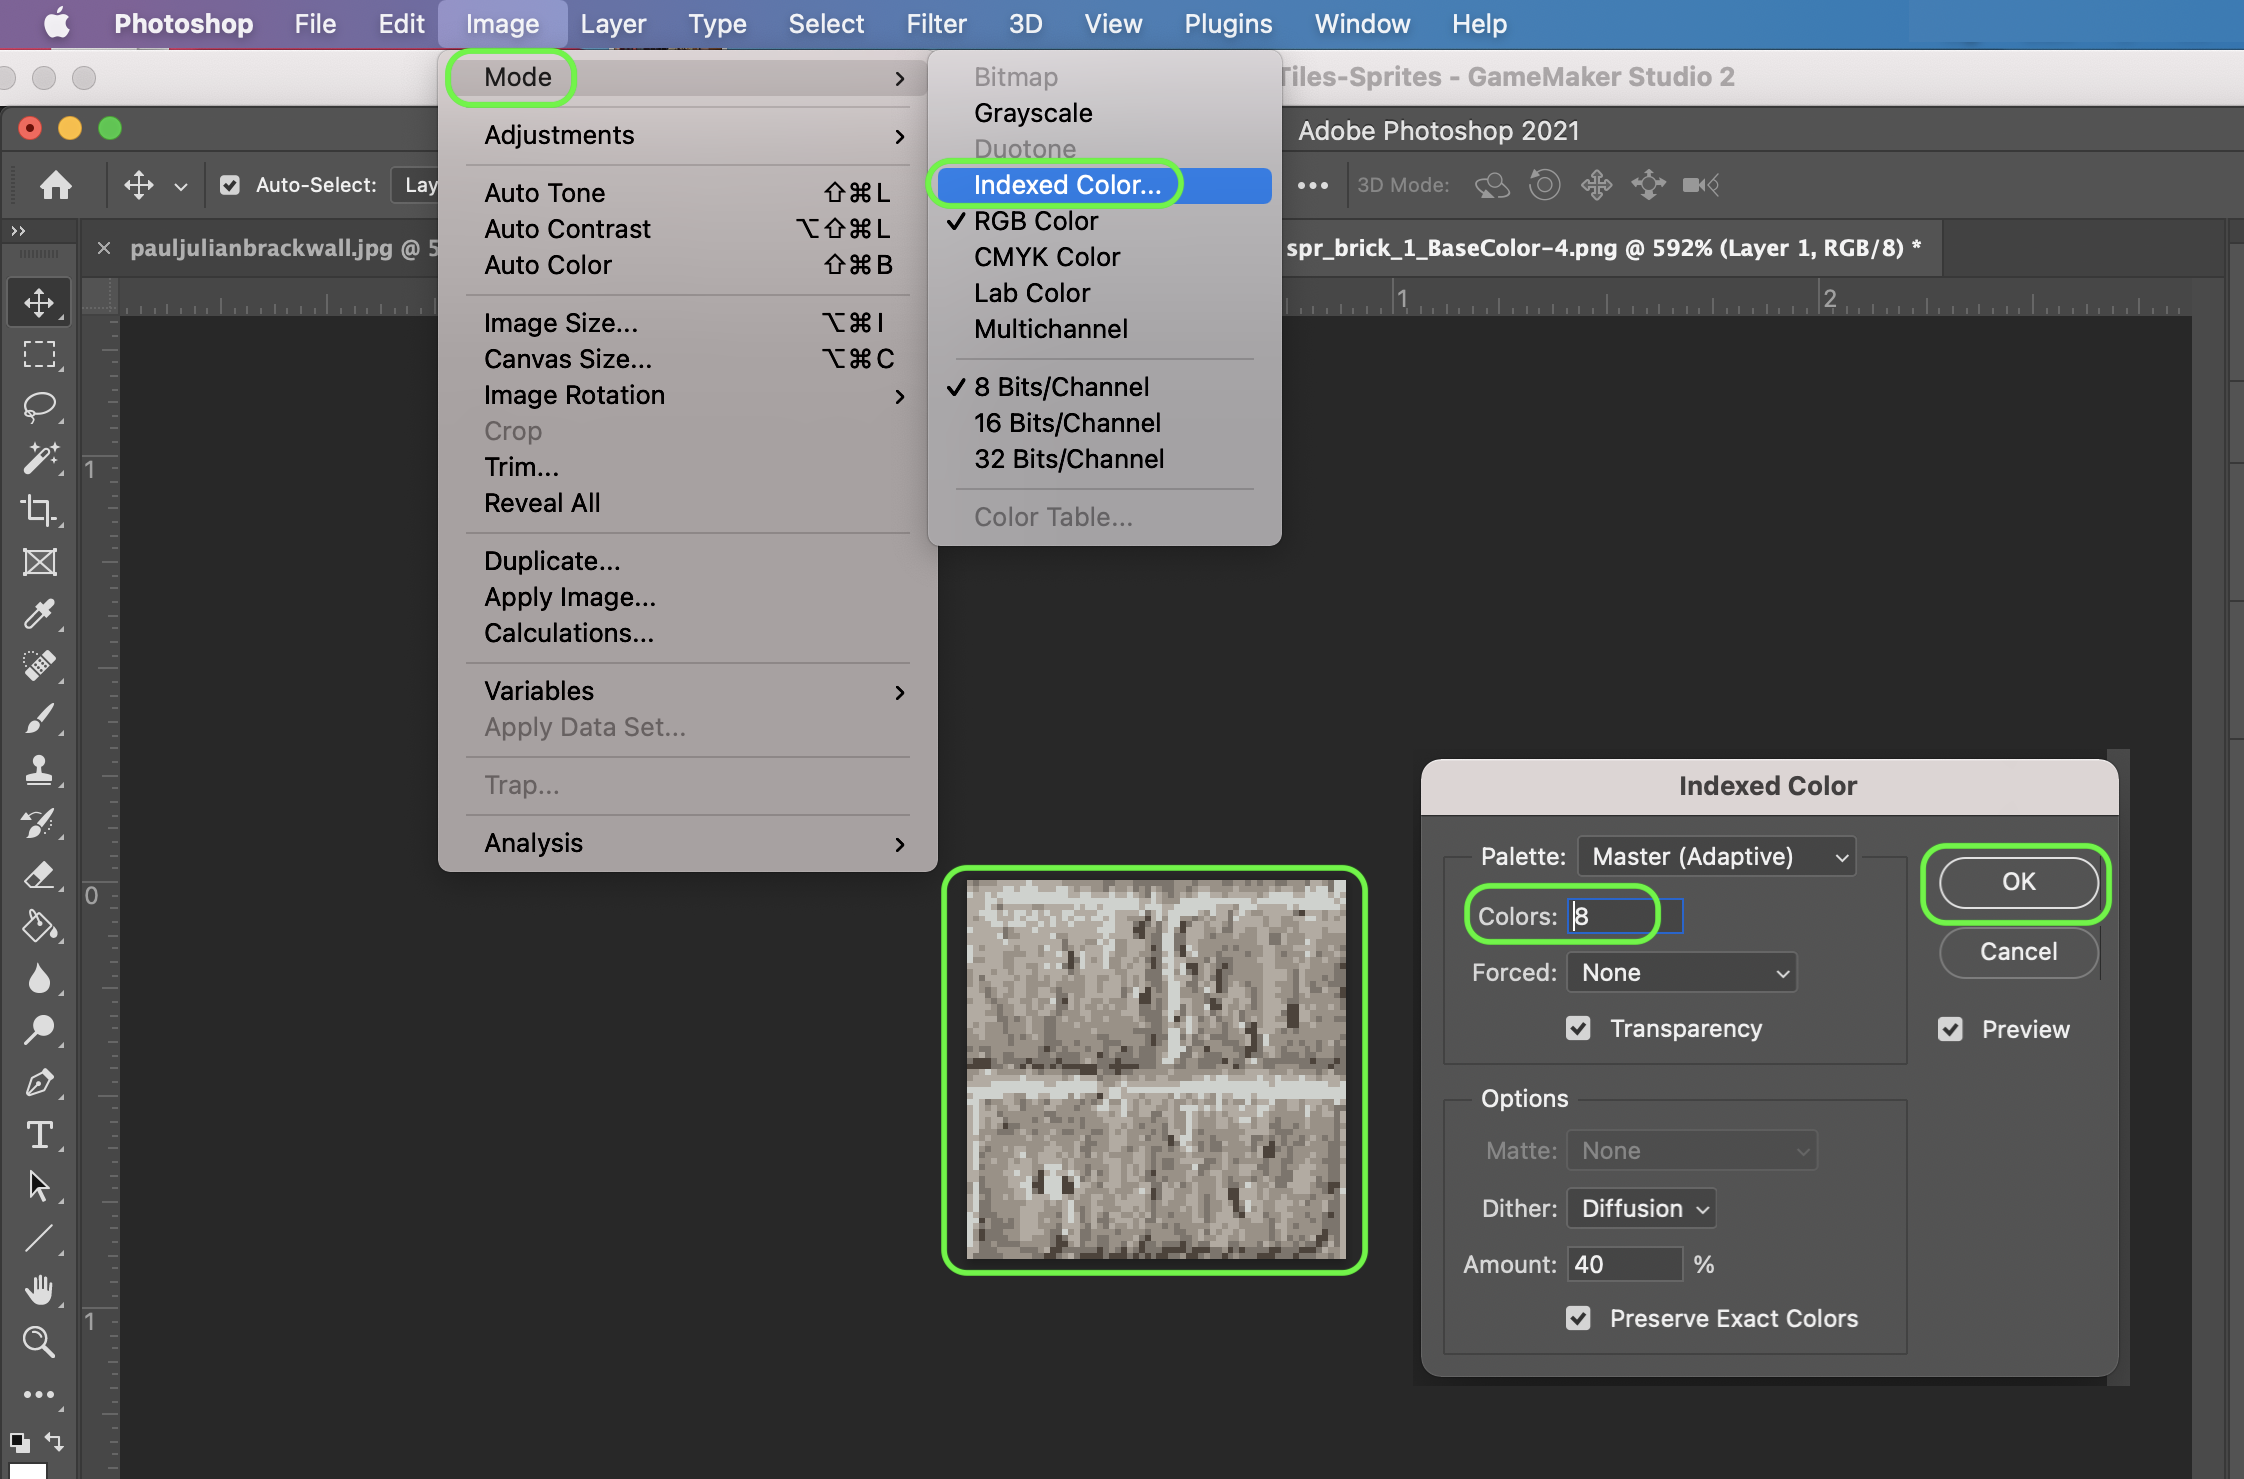 Photoshop File Edit Image Layer Type Select Filter 3D View Plugins Window Help
Tiles-Sprites - GameMaker Studio 2
Adobe Photoshop 2021
Auto-Select: Lay
3D Mode:
pauljulianbrackwall.jpg @ 5
spr_brick_1_BaseColor-4.png @ 592% (Layer 1, RGB/8) *
1 2
1
0
1
Mode
Adjustments
Auto Tone ⇧⌘L
Auto Contrast ⌥⇧⌘L
Auto Color ⇧⌘B
Image Size... ⌥⌘I
Canvas Size... ⌥⌘C
Image Rotation
Crop
Trim...
Reveal All
Duplicate...
Apply Image...
Calculations...
Variables
Apply Data Set...
Trap...
Analysis
Bitmap
Grayscale
Duotone
Indexed Color...
✓ RGB Color
CMYK Color
Lab Color
Multichannel
✓ 8 Bits/Channel
16 Bits/Channel
32 Bits/Channel
Color Table...
Indexed Color
Palette: Master (Adaptive)
Colors: 8
Forced: None
Transparency
OK
Cancel
Preview
Options
Matte: None
Dither: Diffusion
Amount: 40 %
Preserve Exact Colors